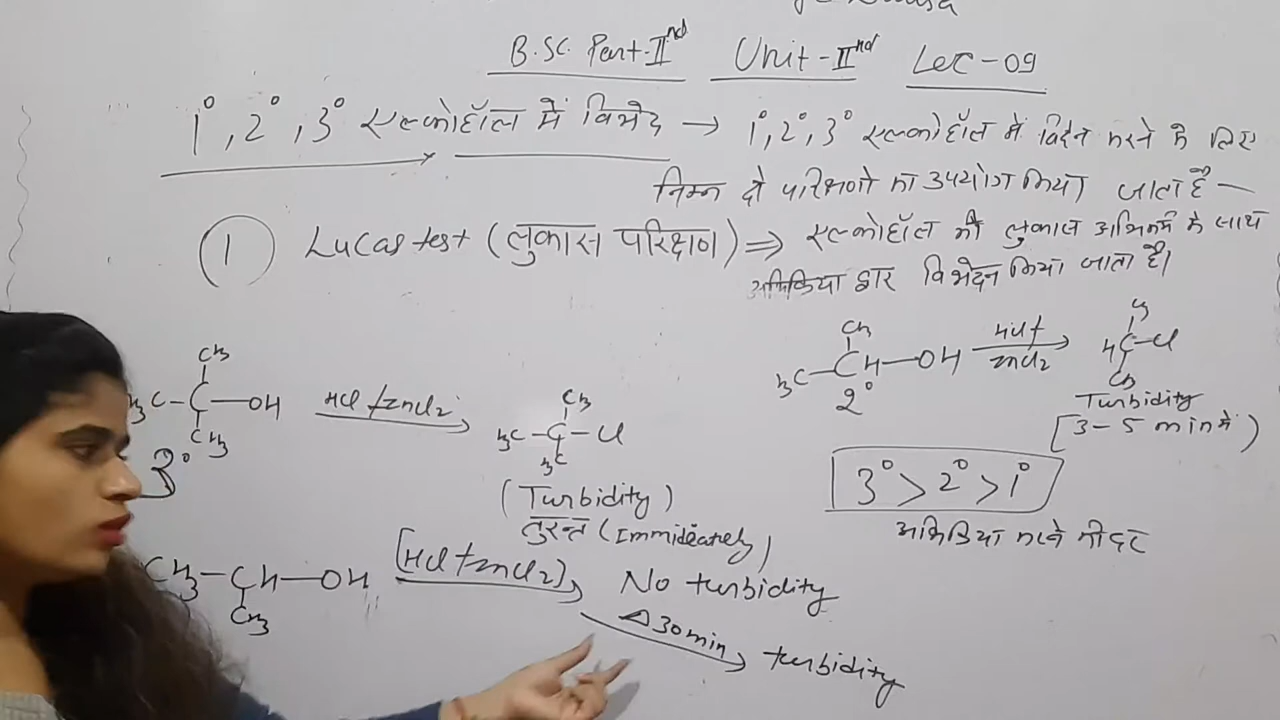 B.Sc. Part-IInd Unit-IInd Lec-09
1°, 2°, 3° एल्कोहॉल में विभेद → 1°, 2°, 3° एल्कोहॉल में विभेद करने के लिए
निम्न दो परिक्षणो का उपयोग किया जाता है —
1 Lucas test (लुकास परिक्षण) ⇒ एल्कोहॉल की लुकास अभिकर्मक के साथ
अभिक्रिया द्वारा विभेदन किया जाता है।
CH3
H3C-C-OH
CH3
3°
HCl/ZnCl2
CH3
H3C-C-Cl
H3C
(Turbidity)
तुरन्त (Immideately)
CH3
H3C-CH-OH
2°
HCl+
ZnCl2
CH3
H-C-Cl
CH3
Turbidity
[3-5 min में)
3° > 2° > 1°
अभिक्रिया करने की दर
CH3-CH-OH
CH3
[HCl+ZnCl2]
No turbidity
Δ 30 min turbidity